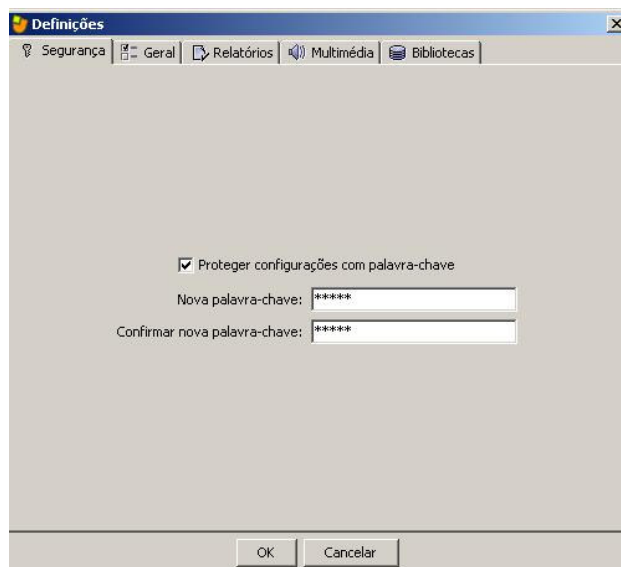 Definições
Segurança Geral Relatórios Multimédia Bibliotecas
Proteger configurações com palavra-chave
Nova palavra-chave: *****
Confirmar nova palavra-chave: *****
OK Cancelar